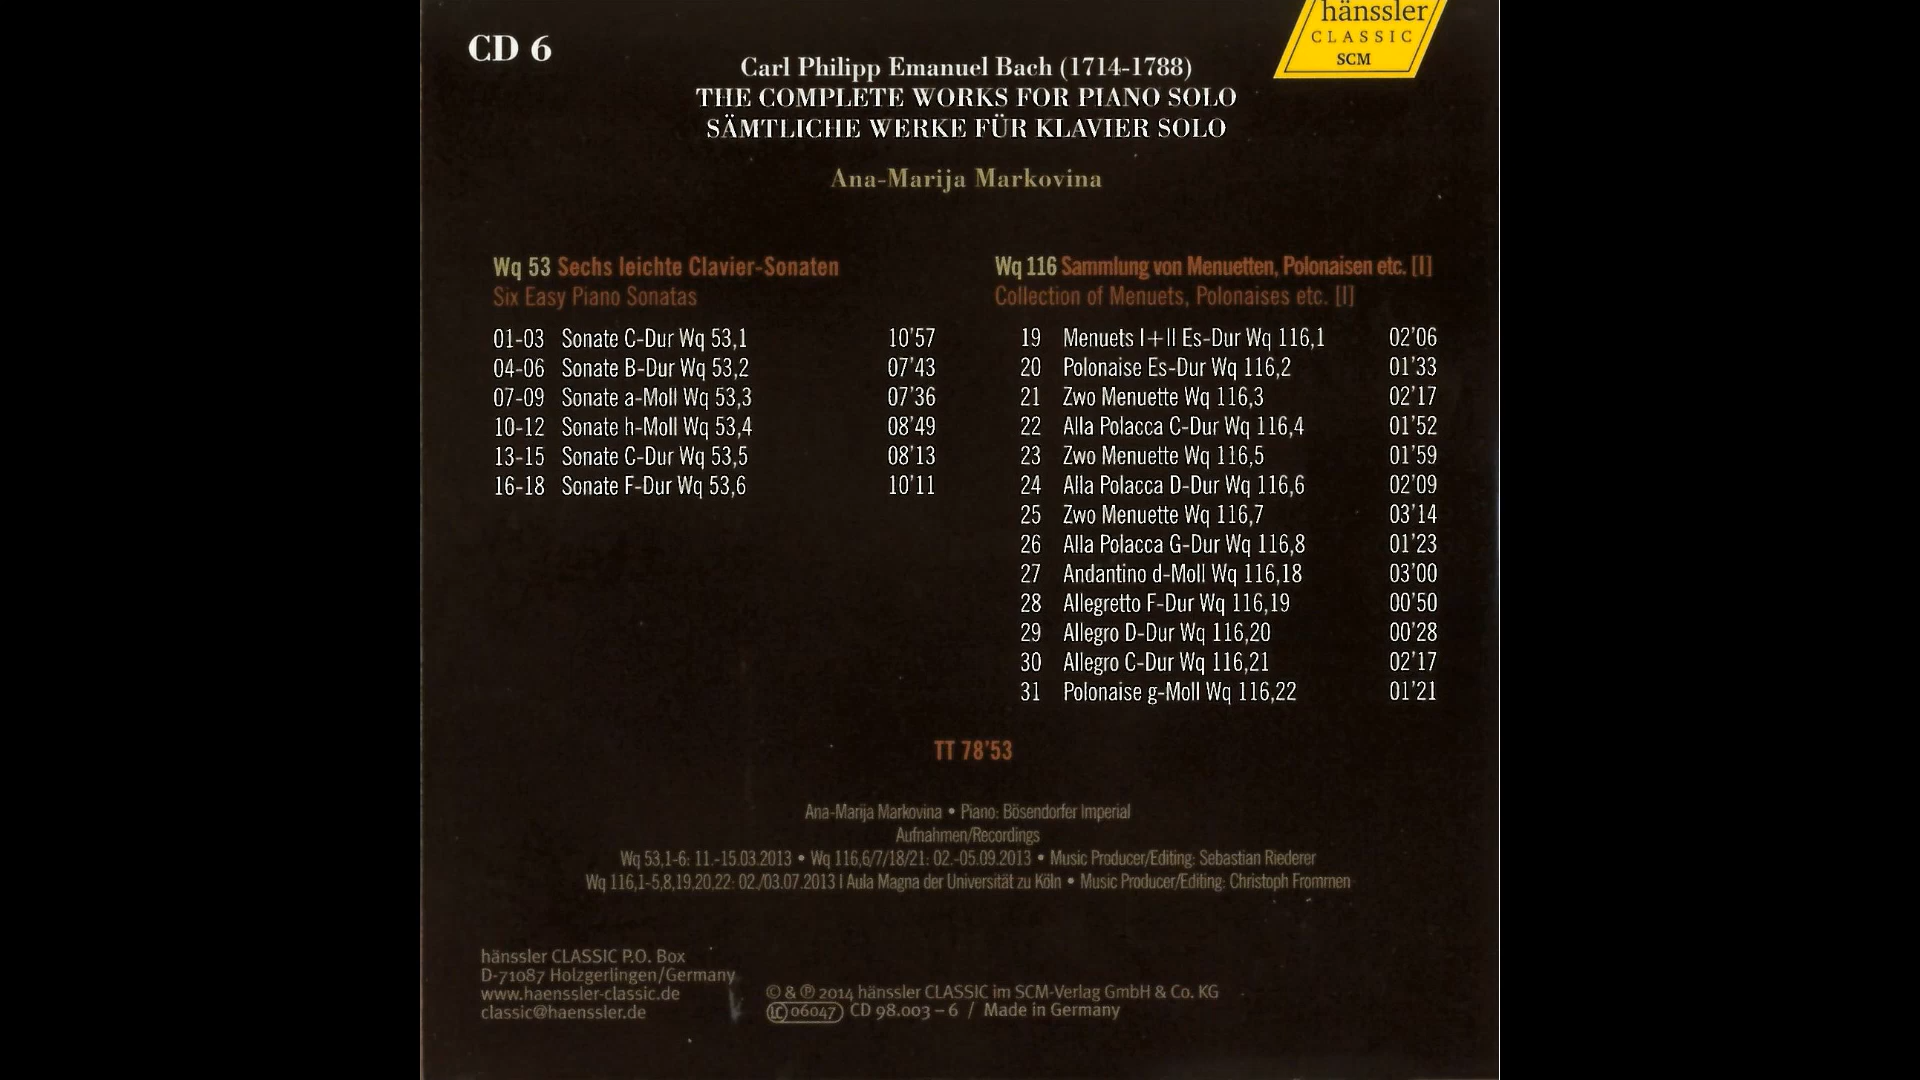 CD 6
hänssler
CLASSIC
SCM
Carl Philipp Emanuel Bach (1714-1788)
THE COMPLETE WORKS FOR PIANO SOLO
SÄMTLICHE WERKE FÜR KLAVIER SOLO
Ana-Marija Markovina
Wq 53 Sechs leichte Clavier-Sonaten
Six Easy Piano Sonatas
01-03 Sonate C-Dur Wq 53,1 10'57
04-06 Sonate B-Dur Wq 53,2 07'43
07-09 Sonate a-Moll Wq 53,3 07'36
10-12 Sonate h-Moll Wq 53,4 08'49
13-15 Sonate C-Dur Wq 53,5 08'13
16-18 Sonate F-Dur Wq 53,6 10'11
Wq 116 Sammlung von Menuetten, Polonaisen etc. [I]
Collection of Menuets, Polonaises etc. [I]
19 Menuets I+II Es-Dur Wq 116,1 02'06
20 Polonaise Es-Dur Wq 116,2 01'33
21 Zwo Menuette Wq 116,3 02'17
22 Alla Polacca C-Dur Wq 116,4 01'52
23 Zwo Menuette Wq 116,5 01'59
24 Alla Polacca D-Dur Wq 116,6 02'09
25 Zwo Menuette Wq 116,7 03'14
26 Alla Polacca G-Dur Wq 116,8 01'23
27 Andantino d-Moll Wq 116,18 03'00
28 Allegretto F-Dur Wq 116,19 00'50
29 Allegro D-Dur Wq 116,20 00'28
30 Allegro C-Dur Wq 116,21 02'17
31 Polonaise g-Moll Wq 116,22 01'21
TT 78'53
Ana-Marija Markovina • Piano: Bösendorfer Imperial
Aufnahmen/Recordings
Wq 53,1-6: 11.-15.03.2013 • Wq 116,6/7/18/21: 02.-05.09.2013 • Music Producer/Editing: Sebastian Riederer
Wq 116,1-5,8,19,20,22: 02./03.07.2013 | Aula Magna der Universität zu Köln • Music Producer/Editing: Christoph Frommen
hänssler CLASSIC P.O. Box
D-71087 Holzgerlingen/Germany
www.haenssler-classic.de
classic@haenssler.de
© & ℗ 2014 hänssler CLASSIC im SCM-Verlag GmbH & Co. KG
LC 06047 CD 98.003–6 / Made in Germany